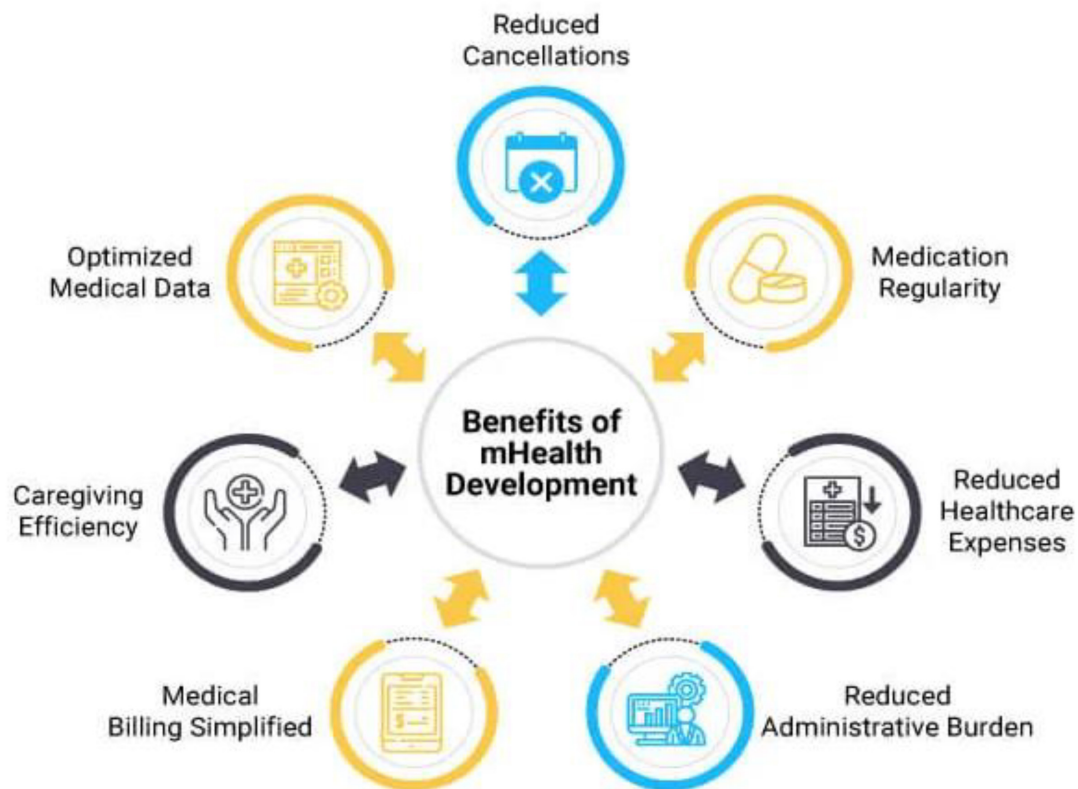 Reduced
Cancellations
Optimized
Medical Data
Medication
Regularity
Benefits of
mHealth
Development
Caregiving
Efficiency
Reduced
Healthcare
Expenses
Medical
Billing Simplified
Reduced
Administrative Burden